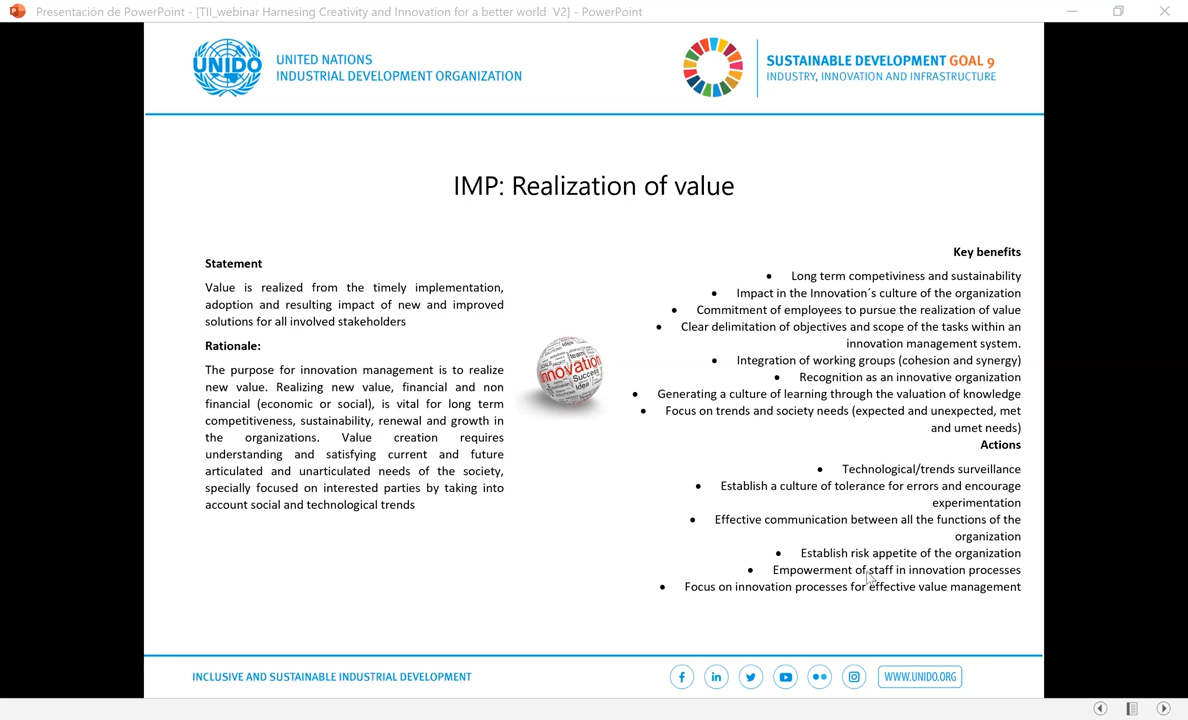 Presentación de PowerPoint - [TII_webinar Harnesing Creativity and Innovation for a better world  V2] - PowerPoint
UNIDO
UNITED NATIONS
INDUSTRIAL DEVELOPMENT ORGANIZATION
SUSTAINABLE DEVELOPMENT GOAL 9
INDUSTRY, INNOVATION AND INFRASTRUCTURE
IMP: Realization of value
Statement
Value is realized from the timely implementation,
adoption and resulting impact of new and improved
solutions for all involved stakeholders
Rationale:
The purpose for innovation management is to realize
new value. Realizing new value, financial and non
financial (economic or social), is vital for long term
competitiveness, sustainability, renewal and growth in
the organizations. Value creation requires
understanding and satisfying current and future
articulated and unarticulated needs of the society,
specially focused on interested parties by taking into
account social and technological trends
Idea
team
innovation
Success
Idea
Key benefits
• Long term competiviness and sustainability
• Impact in the Innovation´s culture of the organization
• Commitment of employees to pursue the realization of value
• Clear delimitation of objectives and scope of the tasks within an
innovation management system.
• Integration of working groups (cohesion and synergy)
• Recognition as an innovative organization
• Generating a culture of learning through the valuation of knowledge
• Focus on trends and society needs (expected and unexpected, met
and umet needs)
Actions
• Technological/trends surveillance
• Establish a culture of tolerance for errors and encourage
experimentation
• Effective communication between all the functions of the
organization
• Establish risk appetite of the organization
• Empowerment of staff in innovation processes
• Focus on innovation processes for effective value management
INCLUSIVE AND SUSTAINABLE INDUSTRIAL DEVELOPMENT
WWW.UNIDO.ORG